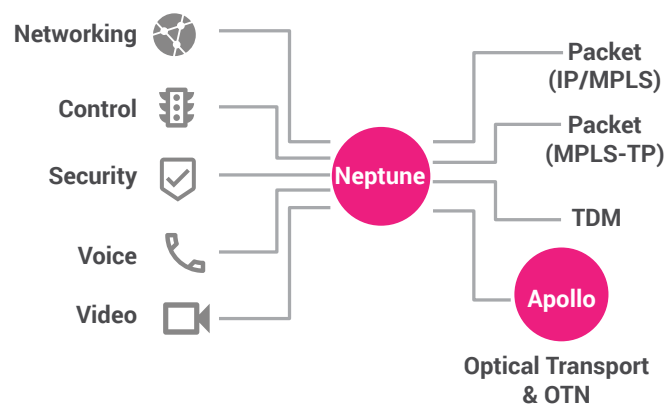 Networking
Control
Security
Voice
Video
Neptune
Packet
(IP/MPLS)
Packet
(MPLS-TP)
TDM
Apollo
Optical Transport
& OTN